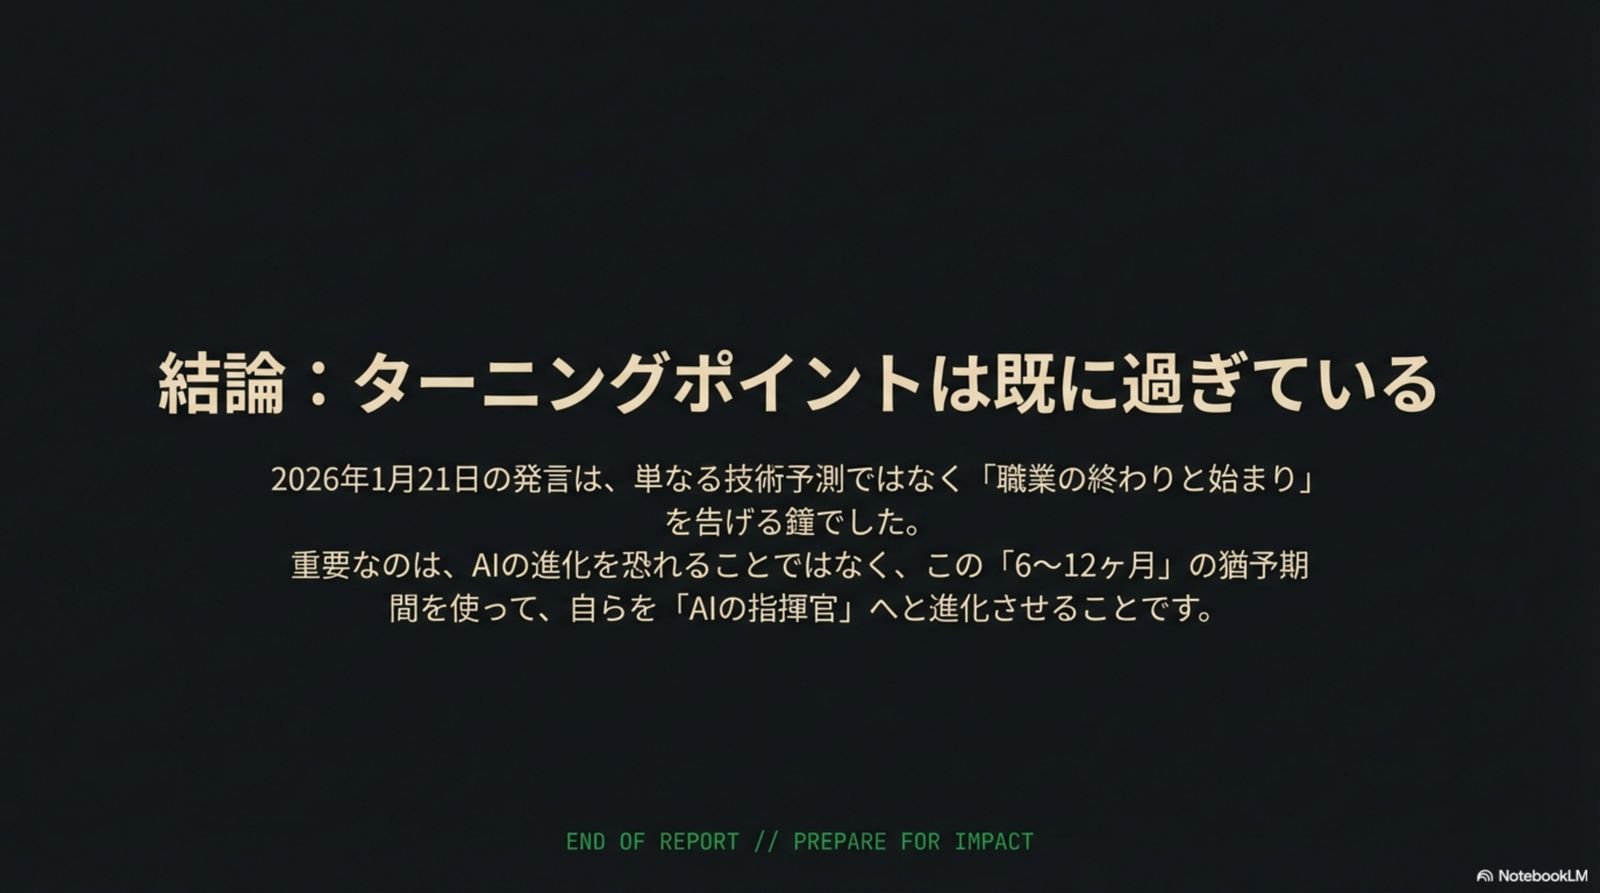 結論：ターニングポイントは既に過ぎている
2026年1月21日の発言は、単なる技術予測ではなく「職業の終わりと始まり」
を告げる鐘でした。
重要なのは、AIの進化を恐れることではなく、この「6〜12ヶ月」の猶予期
間を使って、自らを「AIの指揮官」へと進化させることです。
END OF REPORT // PREPARE FOR IMPACT
NotebookLM